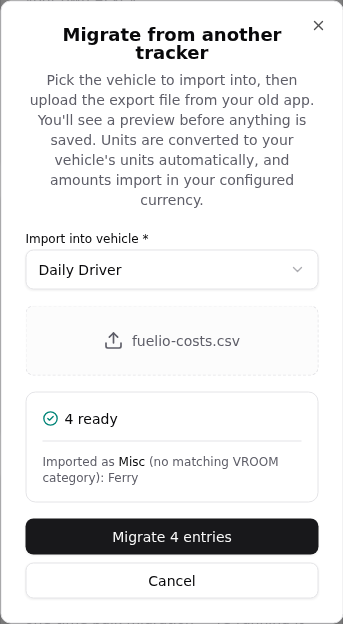 Migrate from another
tracker
Pick the vehicle to import into, then
upload the export file from your old app.
You'll see a preview before anything is
saved. Units are converted to your
vehicle's units automatically, and
amounts import in your configured
currency.
Import into vehicle *
Daily Driver
fuelio-costs.csv
4 ready
Imported as Misc (no matching VROOM
category): Ferry
Migrate 4 entries
Cancel